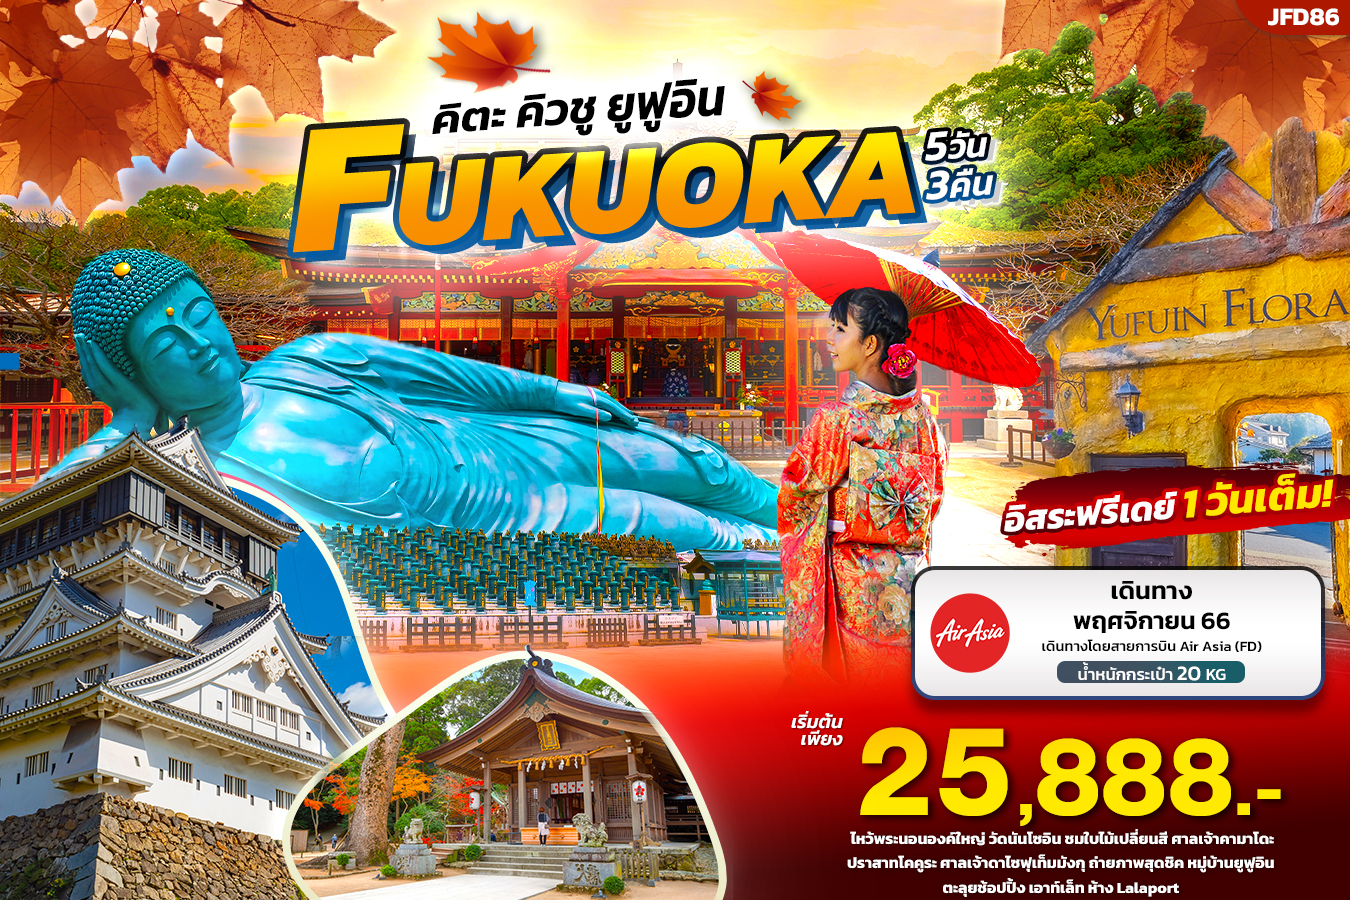 JFD86
คิตะ คิวชู ยูฟูอิน
FUKUOKA
5วัน
3คืน
YUFUIN FLORA
อิสระฟรีเดย์ 1 วันเต็ม!
เดินทาง
พฤศจิกายน 66
AirAsia
เดินทางโดยสายการบิน Air Asia (FD)
น้ำหนักกระเป๋า 20 KG
เริ่มต้น
เพียง
25,888.-
ไหว้พระนอนองค์ใหญ่ วัดนันโซอิน ชมใบไม้เปลี่ยนสี ศาลเจ้าคามาโดะ
ปราสาทโคคูระ ศาลเจ้าดาไซฟุเท็มมังกุ ถ่ายภาพสุดชิค หมู่บ้านยูฟูอิน
ตะลุยช้อปปิ้ง เอาท์เล็ท ห้าง Lalaport